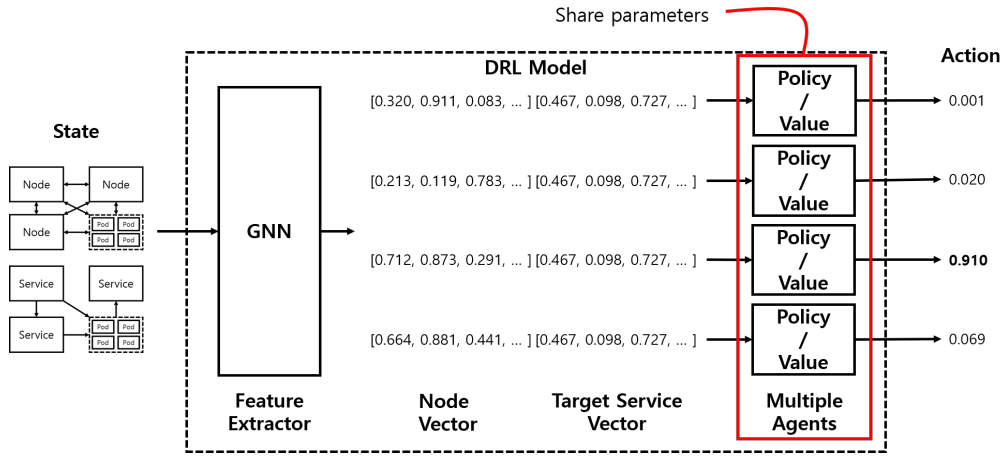 Share parameters
DRL Model
Action
State
Node
Node
Node
Pod
Pod
Pod
Pod
Service
Service
Service
Pod
Pod
Pod
Pod
GNN
[0.320, 0.911, 0.083, ... ] [0.467, 0.098, 0.727, ... ]
Policy
/
Value
0.001
[0.213, 0.119, 0.783, ... ] [0.467, 0.098, 0.727, ... ]
Policy
/
Value
0.020
[0.712, 0.873, 0.291, ... ] [0.467, 0.098, 0.727, ... ]
Policy
/
Value
0.910
[0.664, 0.881, 0.441, ... ] [0.467, 0.098, 0.727, ... ]
Policy
/
Value
0.069
Feature
Extractor
Node
Vector
Target Service
Vector
Multiple
Agents